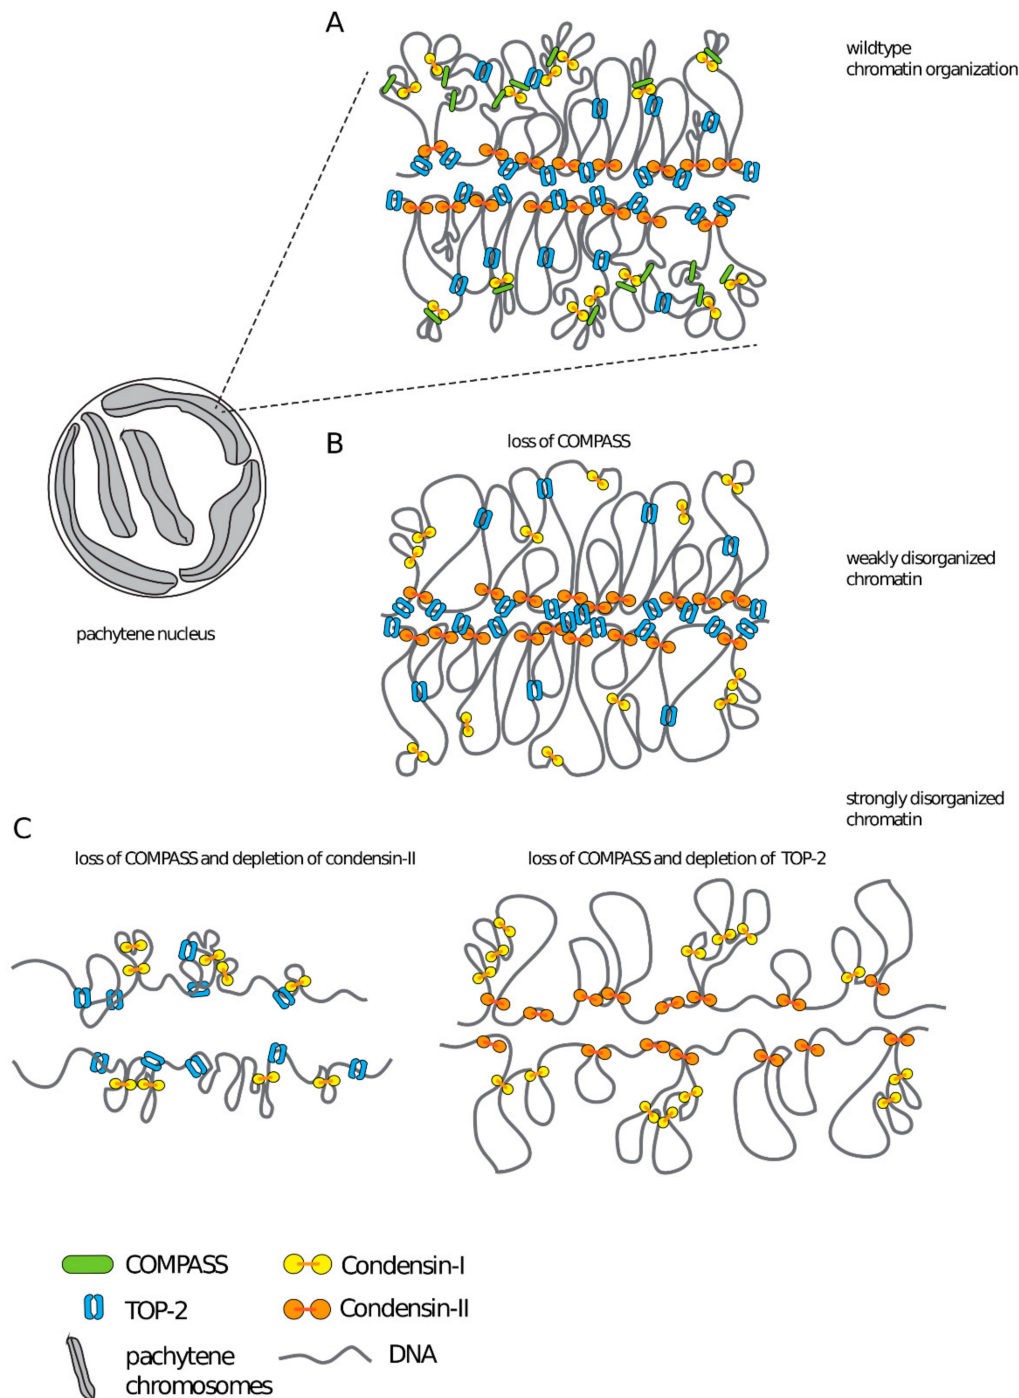 A
wildtype
chromatin organization
B
loss of COMPASS
weakly disorganized
chromatin
pachytene nucleus
strongly disorganized
chromatin
C
loss of COMPASS and depletion of condensin-II
loss of COMPASS and depletion of TOP-2
COMPASS
Condensin-I
TOP-2
Condensin-II
pachytene
chromosomes
DNA